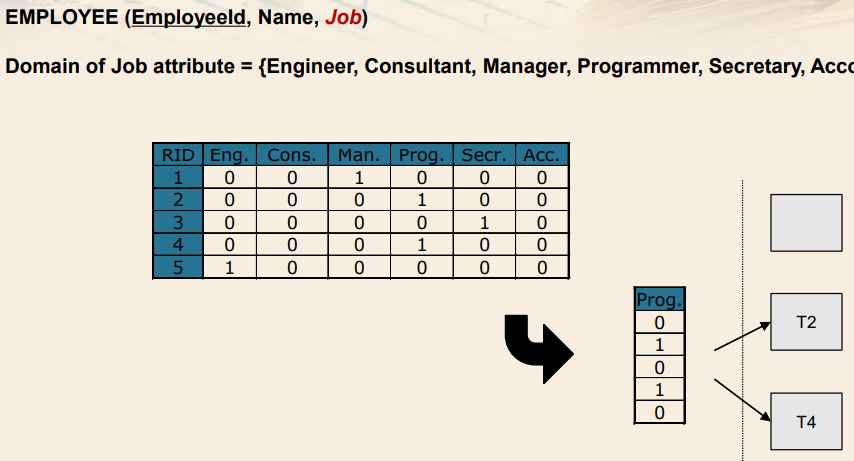 EMPLOYEE (EmployeeId, Name, Job)
Domain of Job attribute = {Engineer, Consultant, Manager, Programmer, Secretary, Acco
RID Eng. Cons. Man. Prog. Secr. Acc.
1 0 0 1 0 0 0
2 0 0 0 1 0 0
3 0 0 0 0 1 0
4 0 0 0 1 0 0
5 1 0 0 0 0 0
Prog.
0
1
0
1
0
T2
T4